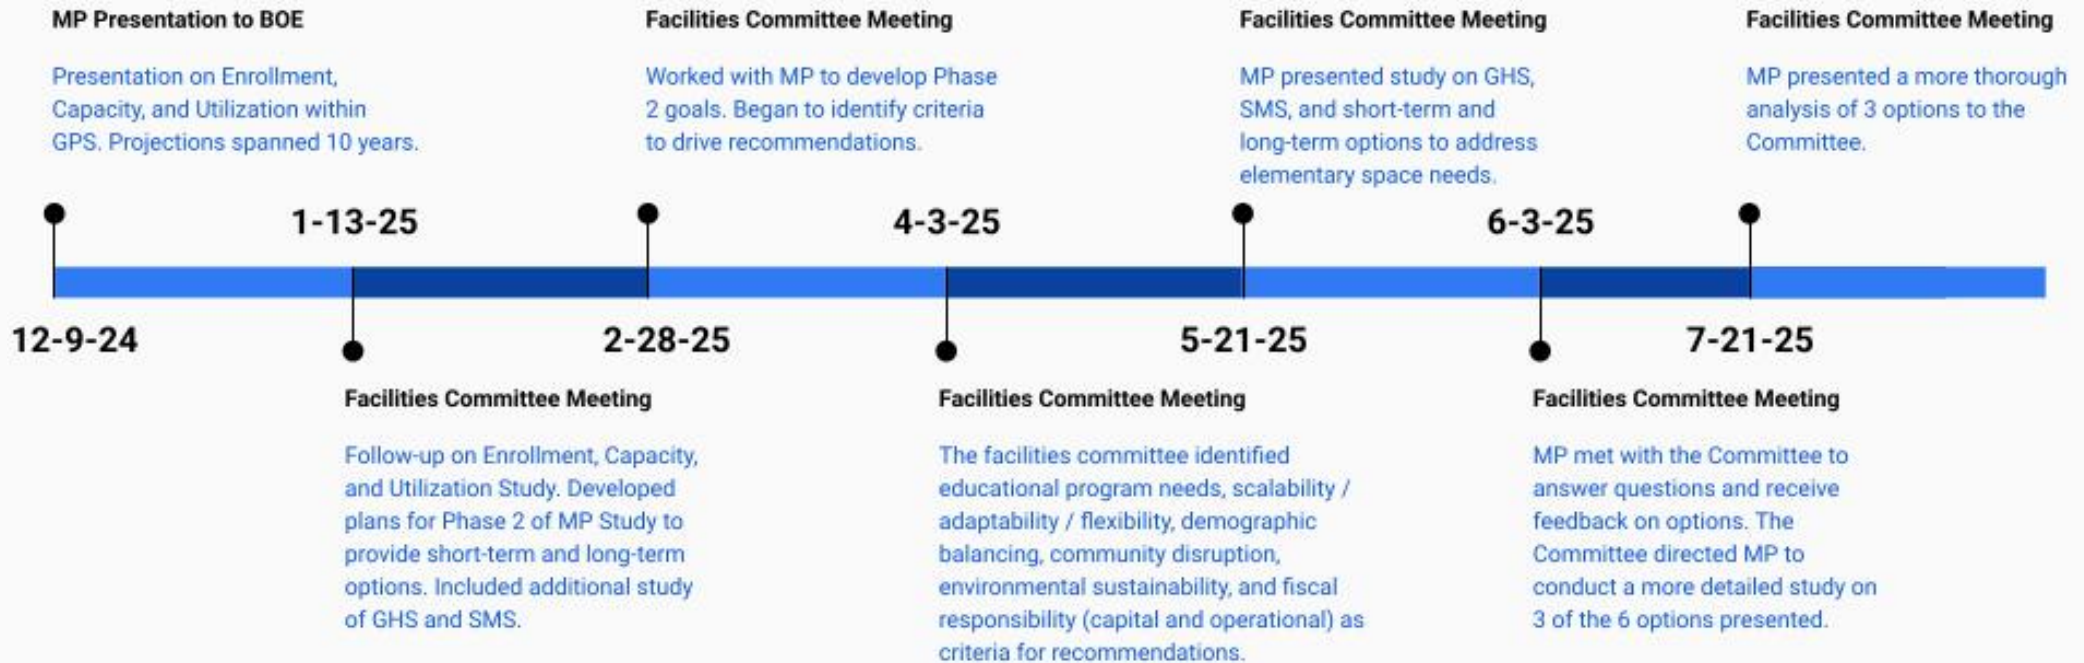 MP Presentation to BOE
Presentation on Enrollment,
Capacity, and Utilization within
GPS. Projections spanned 10 years.
12-9-24
1-13-25
Facilities Committee Meeting
Follow-up on Enrollment, Capacity,
and Utilization Study. Developed
plans for Phase 2 of MP Study to
provide short-term and long-term
options. Included additional study
of GHS and SMS.
Facilities Committee Meeting
Worked with MP to develop Phase
2 goals. Began to identify criteria
to drive recommendations.
2-28-25
4-3-25
Facilities Committee Meeting
The facilities committee identified
educational program needs, scalability /
adaptability / flexibility, demographic
balancing, community disruption,
environmental sustainability, and fiscal
responsibility (capital and operational) as
criteria for recommendations.
Facilities Committee Meeting
MP presented study on GHS,
SMS, and short-term and
long-term options to address
elementary space needs.
5-21-25
6-3-25
Facilities Committee Meeting
MP met with the Committee to
answer questions and receive
feedback on options. The
Committee directed MP to
conduct a more detailed study on
3 of the 6 options presented.
Facilities Committee Meeting
MP presented a more thorough
analysis of 3 options to the
Committee.
7-21-25